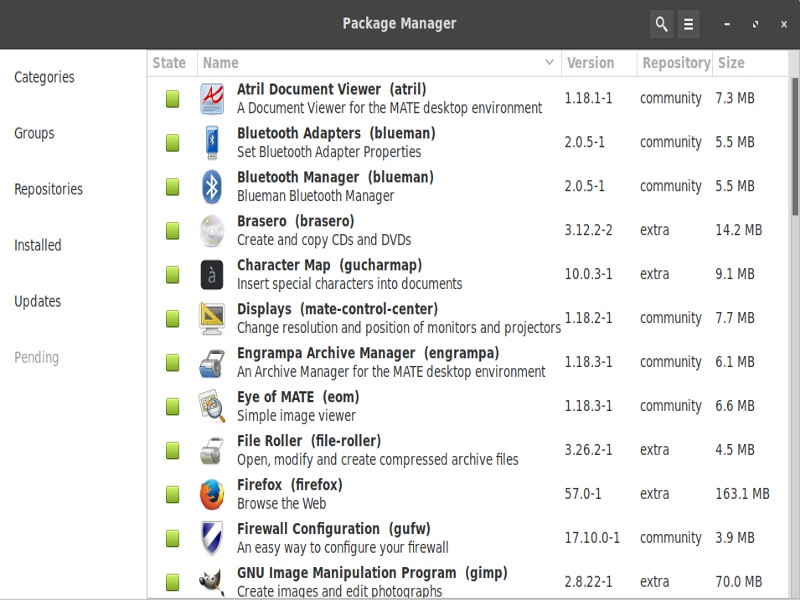 Package Manager
Categories
Groups
Repositories
Installed
Updates
Pending
State Name Version Repository Size
Atril Document Viewer (atril)
A Document Viewer for the MATE desktop environment
1.18.1-1 community 7.3 MB
Bluetooth Adapters (blueman)
Set Bluetooth Adapter Properties
2.0.5-1 community 5.5 MB
Bluetooth Manager (blueman)
Blueman Bluetooth Manager
2.0.5-1 community 5.5 MB
Brasero (brasero)
Create and copy CDs and DVDs
3.12.2-2 extra 14.2 MB
à
Character Map (gucharmap)
Insert special characters into documents
10.0.3-1 extra 9.1 MB
Displays (mate-control-center)
Change resolution and position of monitors and projectors
1.18.2-1 community 7.7 MB
Engrampa Archive Manager (engrampa)
An Archive Manager for the MATE desktop environment
1.18.3-1 community 6.1 MB
Eye of MATE (eom)
Simple image viewer
1.18.3-1 community 6.6 MB
File Roller (file-roller)
Open, modify and create compressed archive files
3.26.2-1 extra 4.5 MB
Firefox (firefox)
Browse the Web
57.0-1 extra 163.1 MB
Firewall Configuration (gufw)
An easy way to configure your firewall
17.10.0-1 community 3.9 MB
GNU Image Manipulation Program (gimp)
Create images and edit photographs
2.8.22-1 extra 70.0 MB